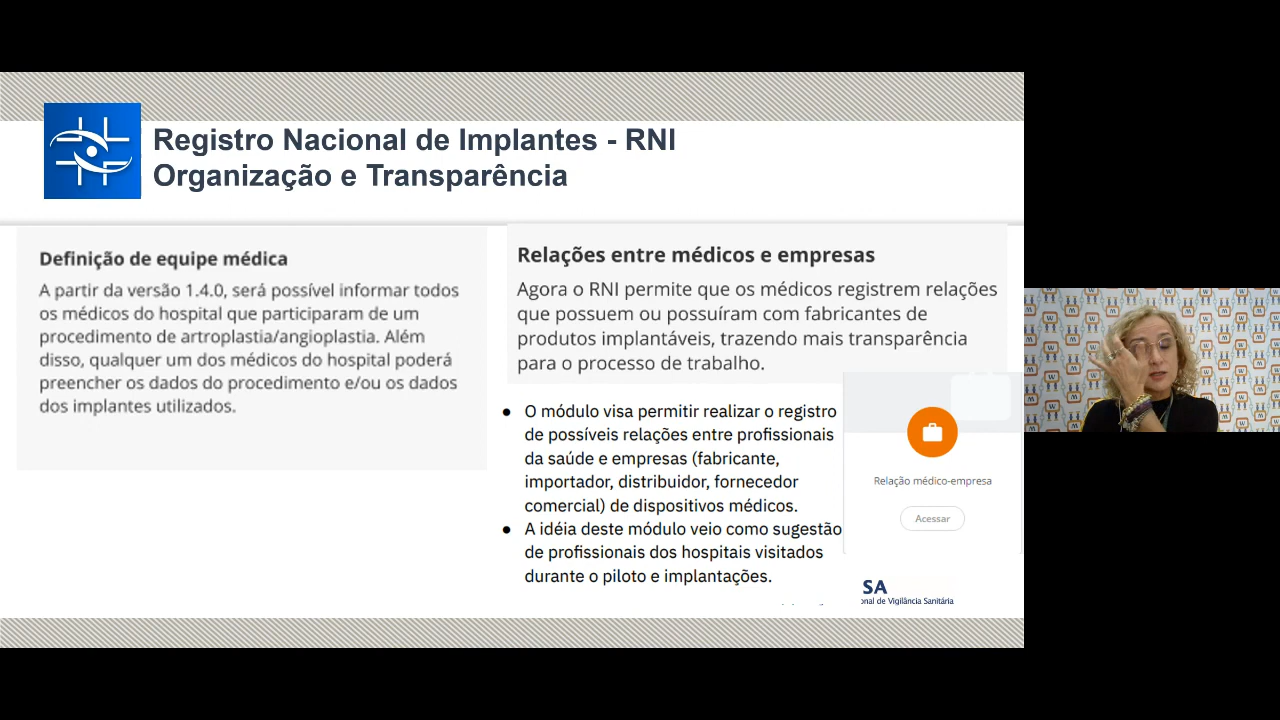 Registro Nacional de Implantes - RNI
Organização e Transparência
Definição de equipe médica
A partir da versão 1.4.0, será possível informar todos
os médicos do hospital que participaram de um
procedimento de artroplastia/angioplastia. Além
disso, qualquer um dos médicos do hospital poderá
preencher os dados do procedimento e/ou os dados
dos implantes utilizados.
Relações entre médicos e empresas
Agora o RNI permite que os médicos registrem relações
que possuem ou possuíram com fabricantes de
produtos implantáveis, trazendo mais transparência
para o processo de trabalho.
● O módulo visa permitir realizar o registro
de possíveis relações entre profissionais
da saúde e empresas (fabricante,
importador, distribuidor, fornecedor
comercial) de dispositivos médicos.
● A idéia deste módulo veio como sugestão
de profissionais dos hospitais visitados
durante o piloto e implantações.
Relação médico-empresa
Acessar
SA
onal de Vigilância Sanitária